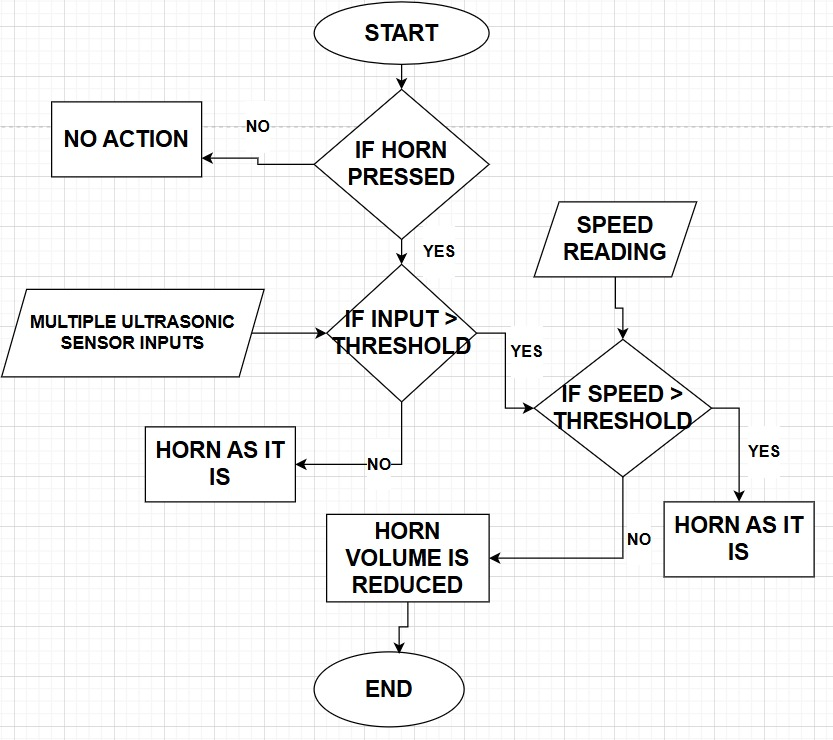 START
NO ACTION
NO
IF HORN
PRESSED
YES
SPEED
READING
MULTIPLE ULTRASONIC
SENSOR INPUTS
IF INPUT >
THRESHOLD
YES
IF SPEED >
THRESHOLD
YES
HORN AS IT
IS
NO
HORN
VOLUME IS
REDUCED
NO
HORN AS IT
IS
END